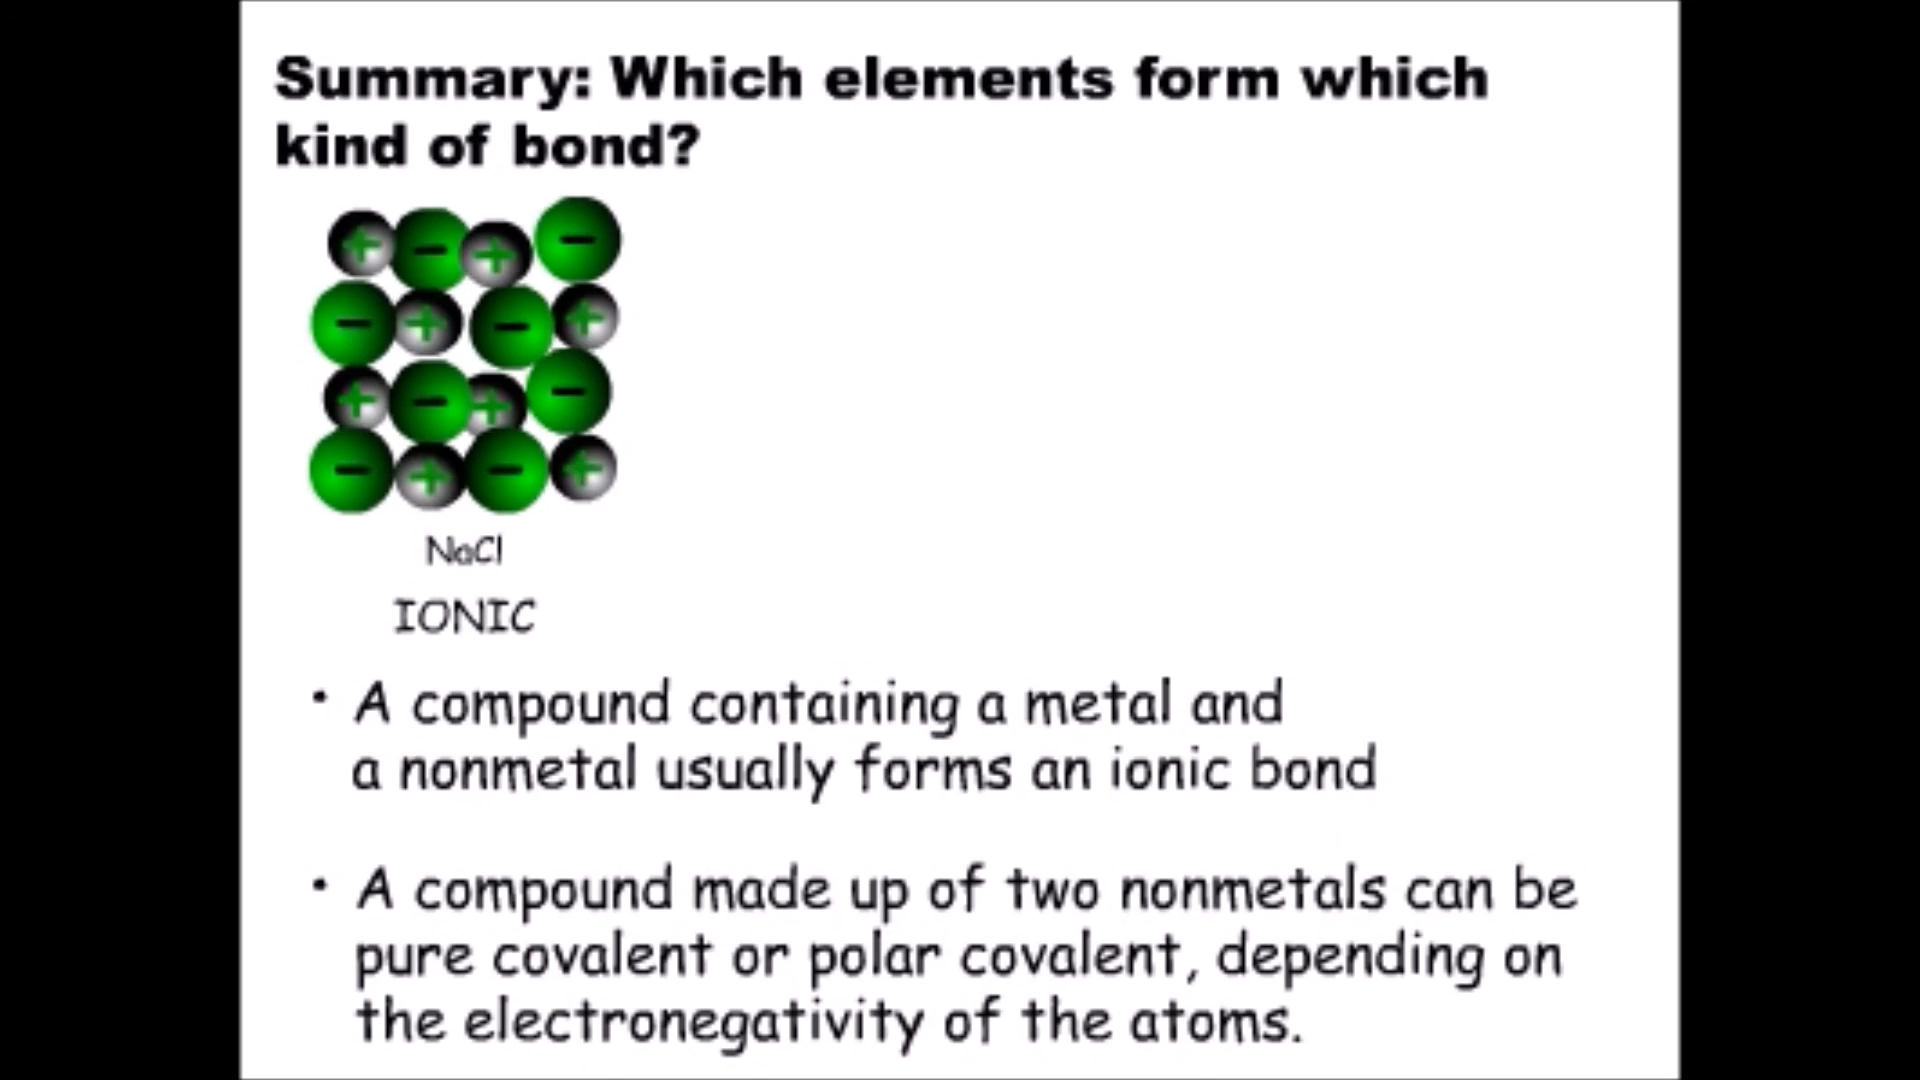 Summary: Which elements form which
kind of bond?
+ - + -
- + - +
+ - + -
- + - +
NaCl
IONIC
• A compound containing a metal and
a nonmetal usually forms an ionic bond
• A compound made up of two nonmetals can be
pure covalent or polar covalent, depending on
the electronegativity of the atoms.